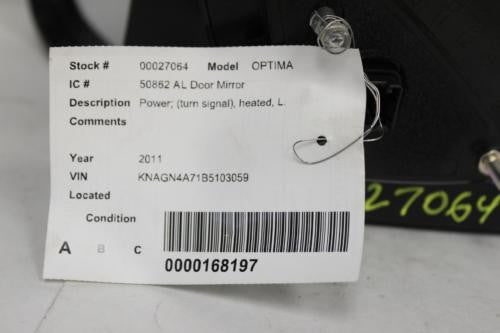 Stock # 00027064 Model OPTIMA
IC # 50862 AL Door Mirror
Description Power; (turn signal), heated, L.
Comments
Year 2011
VIN KNAGN4A71B5103059
Located
Condition
A B C
0000168197
27064